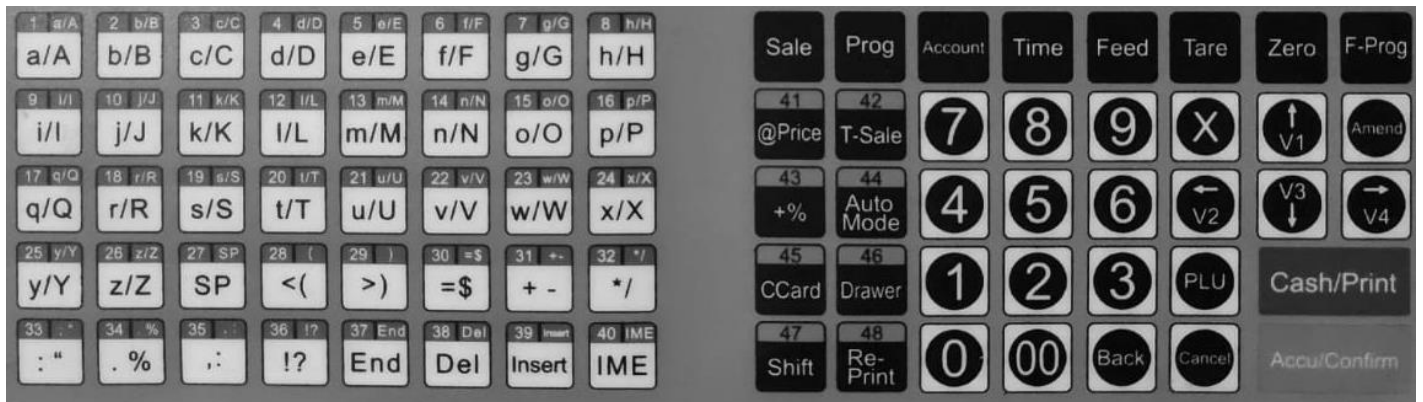 1 a/A 2 b/B 3 c/C 4 d/D 5 e/E 6 f/F 7 g/G 8 h/H
a/A b/B c/C d/D e/E f/F g/G h/H
9 i/I 10 j/J 11 k/K 12 l/L 13 m/M 14 n/N 15 o/O 16 p/P
i/I j/J k/K l/L m/M n/N o/O p/P
17 q/Q 18 r/R 19 s/S 20 t/T 21 u/U 22 v/V 23 w/W 24 x/X
q/Q r/R s/S t/T u/U v/V w/W x/X
25 y/Y 26 z/Z 27 SP 28 ( 29 ) 30 =$ 31 +- 32 */
y/Y z/Z SP <( >) =$ + - */
33 :" 34 .% 35 ,: 36 !? 37 End 38 Del 39 Insert 40 IME
: " . % ,: !? End Del Insert IME
Sale Prog Account Time Feed Tare Zero F-Prog
41 42
@Price T-Sale 7 8 9 X ↑ V1 Amend
43 44
+% Auto Mode 4 5 6 ← V2 V3 ↓ → V4
45 46
CCard Drawer 1 2 3 PLU Cash/Print
47 48
Shift Re-Print 0 00 Back Cancel Accu/Confirm